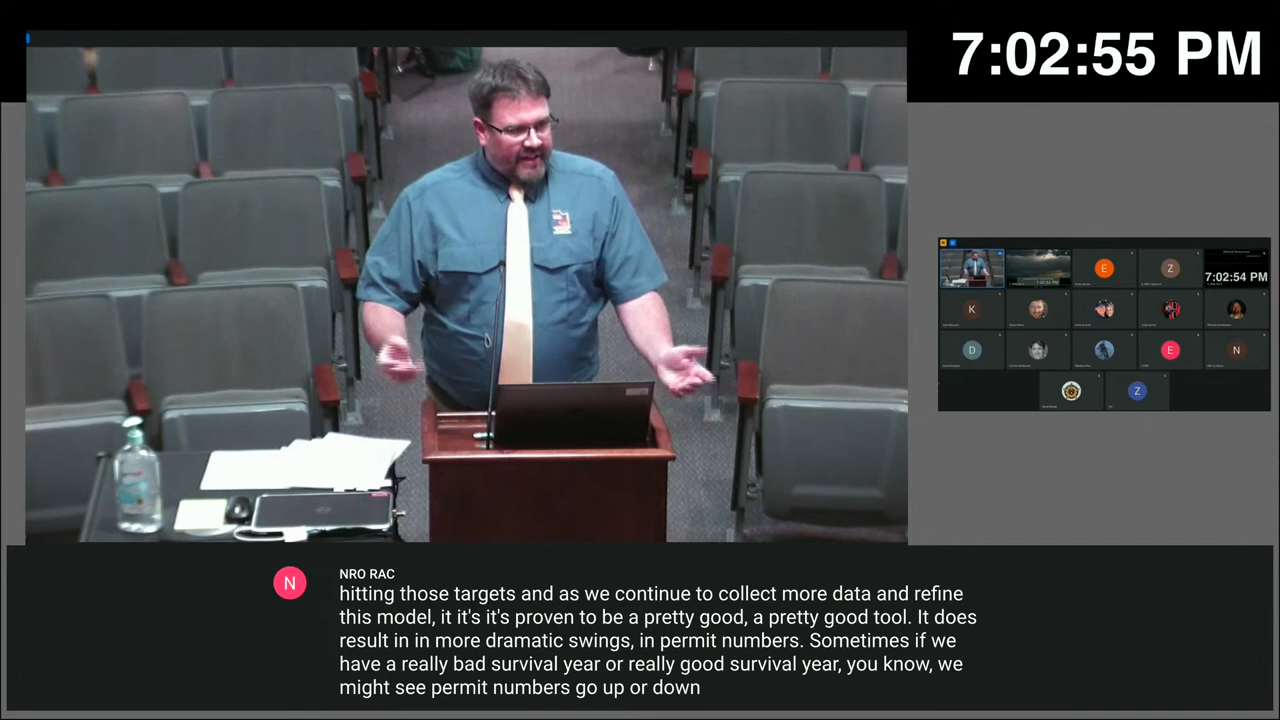 7:02:55 PM
7:02:54 PM
E
Z
K
D
E
N
Z
N
NRO RAC
hitting those targets and as we continue to collect more data and refine
this model, it it's it's proven to be a pretty good, a pretty good tool. It does
result in in more dramatic swings, in permit numbers. Sometimes if we
have a really bad survival year or really good survival year, you know, we
might see permit numbers go up or down